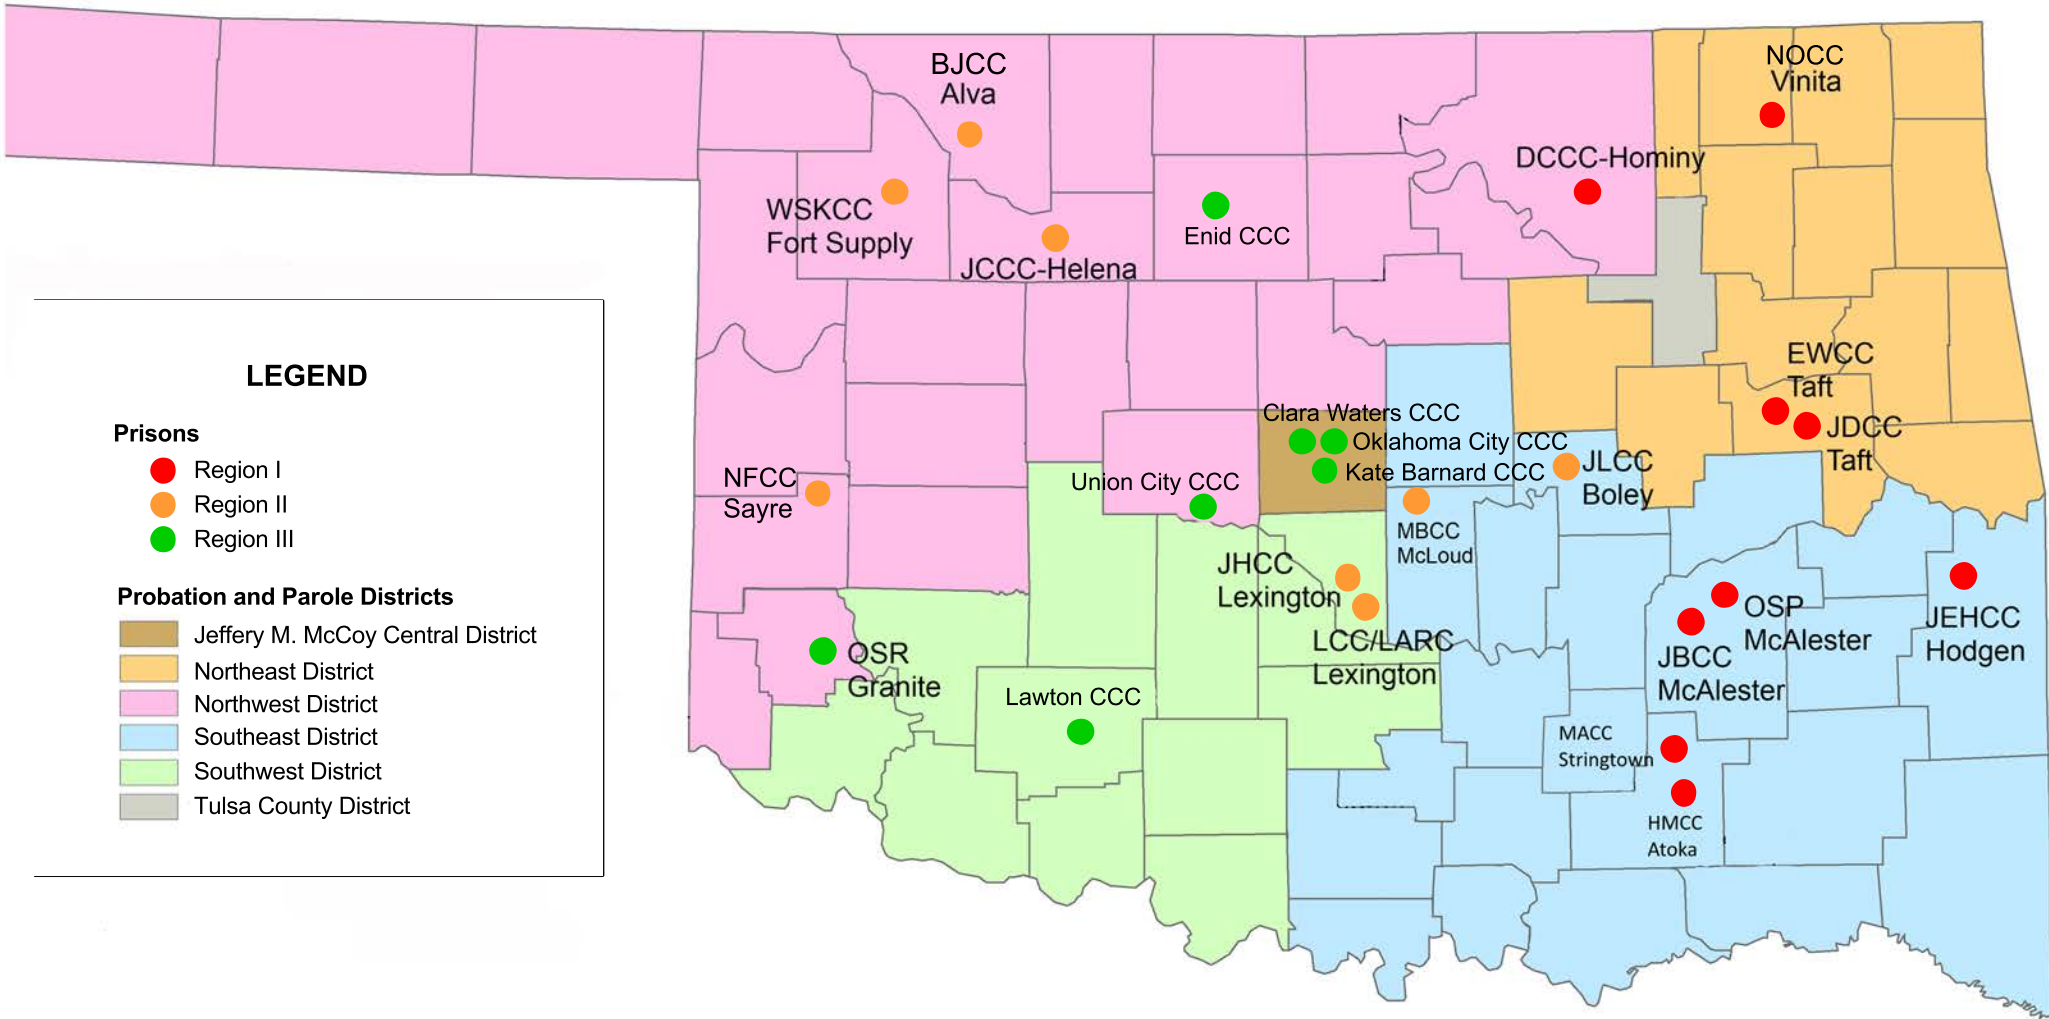 BJCC
Alva
NOCC
Vinita
DCCC-Hominy
WSKCC
Fort Supply
Enid CCC
JCCC-Helena
LEGEND
Prisons
Region I
Region II
Region III
Probation and Parole Districts
Jeffery M. McCoy Central District
Northeast District
Northwest District
Southeast District
Southwest District
Tulsa County District
EWCC
Taft
JDCC
Taft
Clara Waters CCC
Oklahoma City CCC
Kate Barnard CCC
JLCC
Boley
NFCC
Sayre
Union City CCC
MBCC
McLoud
JHCC
Lexington
LCC/LARC
Lexington
OSP
McAlester
JBCC
McAlester
JEHCC
Hodgen
OSR
Granite
Lawton CCC
MACC
Stringtown
HMCC
Atoka